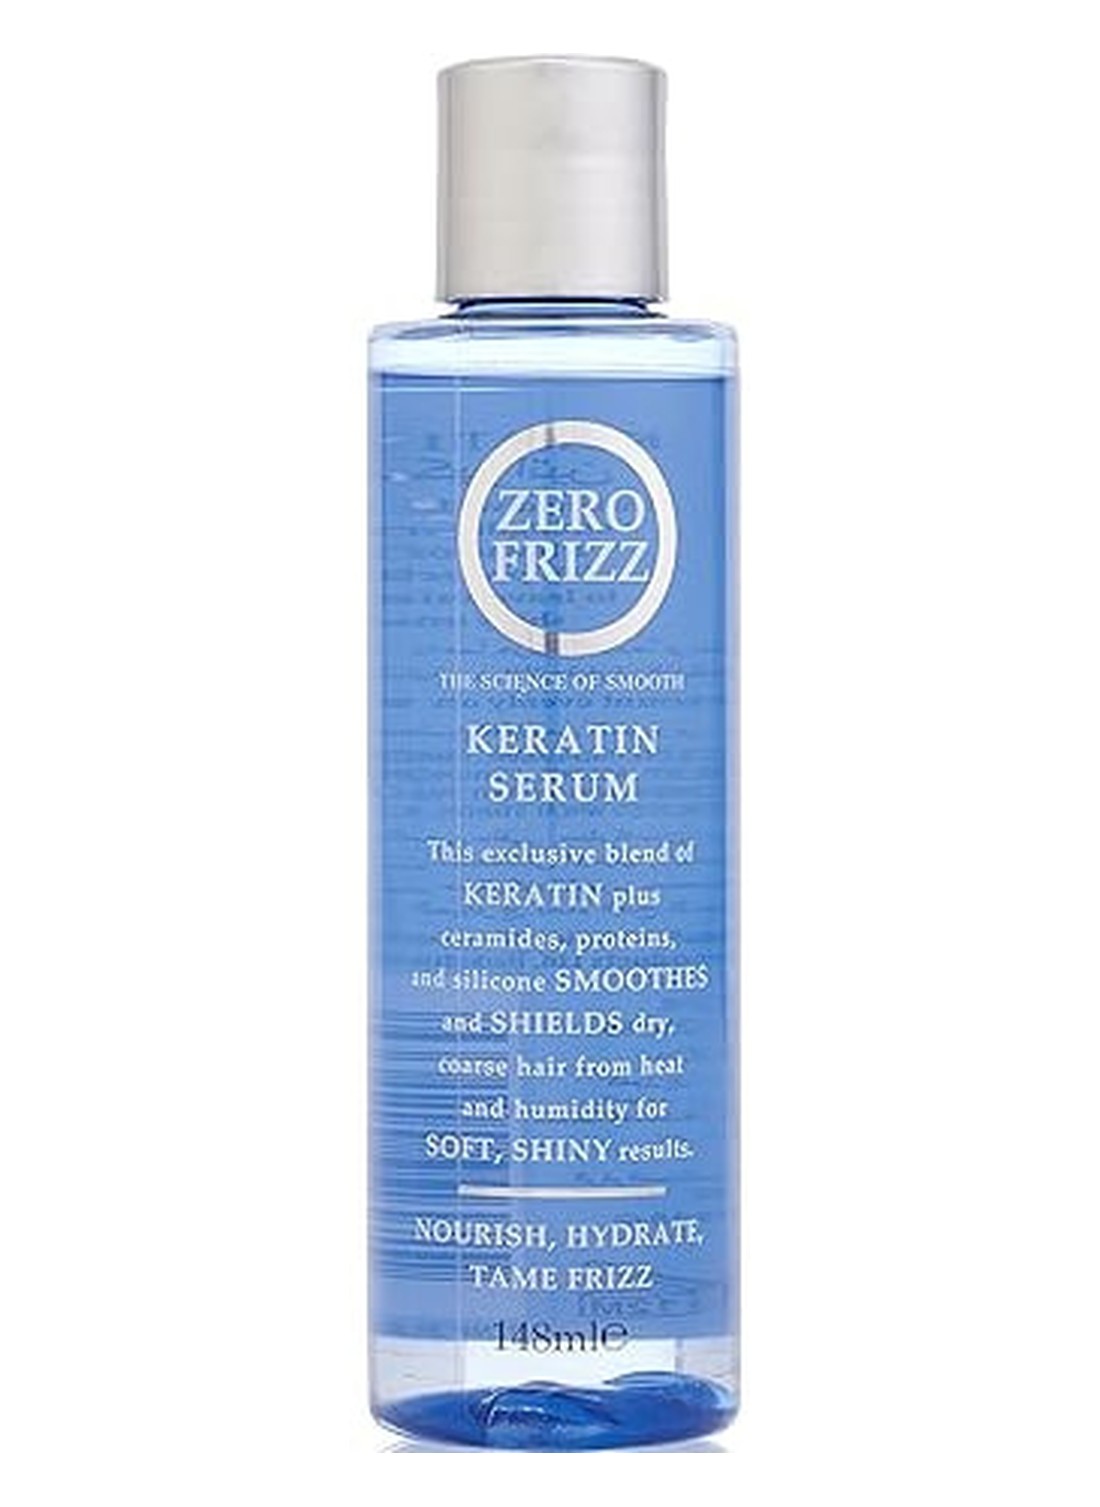 ZERO
FRIZZ
THE SCIENCE OF SMOOTH
KERATIN
SERUM
This exclusive blend of
KERATIN plus
ceramides, proteins,
and silicone SMOOTHES
and SHIELDS dry,
coarse hair from heat
and humidity for
SOFT, SHINY results.
NOURISH, HYDRATE,
TAME FRIZZ
148ml℮